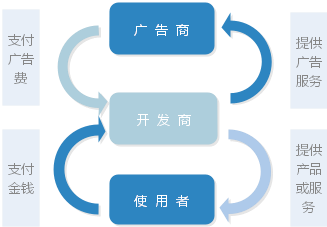 支付
广告
费
广告商
提供
广告
服务
开发商
支付
金钱
使用者
提供
产品
或服
务